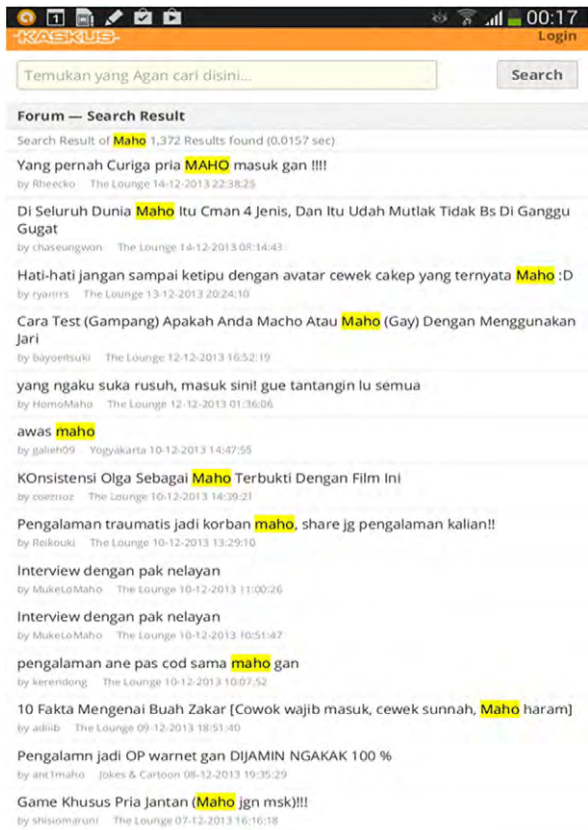 00:17
KASKUS
Login
Temukan yang Agan cari disini...
Search
Forum — Search Result
Search Result of Maho 1,372 Results found (0.0157 sec)
Yang pernah Curiga pria MAHO masuk gan !!!!
by Rheecko The Lounge 14-12-2013 22:38:25
Di Seluruh Dunia Maho Itu Cman 4 Jenis, Dan Itu Udah Mutlak Tidak Bs Di Ganggu
Gugat
by chaseungwon The Lounge 14-12-2013 08:14:43
Hati-hati jangan sampai ketipu dengan avatar cewek cakep yang ternyata Maho :D
by ryanrrs The Lounge 13-12-2013 20:24:10
Cara Test (Gampang) Apakah Anda Macho Atau Maho (Gay) Dengan Menggunakan
Jari
by bayoeitsuki The Lounge 12-12-2013 16:52:19
yang ngaku suka rusuh, masuk sini! gue tantangin lu semua
by HomoMaho The Lounge 12-12-2013 01:36:06
awas maho
by galieh09 Yogyakarta 10-12-2013 14:47:55
KOnsistensi Olga Sebagai Maho Terbukti Dengan Film Ini
by coeznoz The Lounge 10-12-2013 14:39:21
Pengalaman traumatis jadi korban maho, share jg pengalaman kalian!!
by Reikouki The Lounge 10-12-2013 13:29:10
Interview dengan pak nelayan
by MukeLoMaho The Lounge 10-12-2013 11:00:26
Interview dengan pak nelayan
by MukeLoMaho The Lounge 10-12-2013 10:51:47
pengalaman ane pas cod sama maho gan
by kerendong The Lounge 10-12-2013 10:07:52
10 Fakta Mengenai Buah Zakar [Cowok wajib masuk, cewek sunnah, Maho haram]
by adiiib The Lounge 09-12-2013 18:51:40
Pengalamn jadi OP warnet gan DIJAMIN NGAKAK 100 %
by ant1maho Jokes & Cartoon 08-12-2013 19:35:29
Game Khusus Pria Jantan (Maho jgn msk)!!!
by shisiomaruni The Lounge 07-12-2013 16:16:18